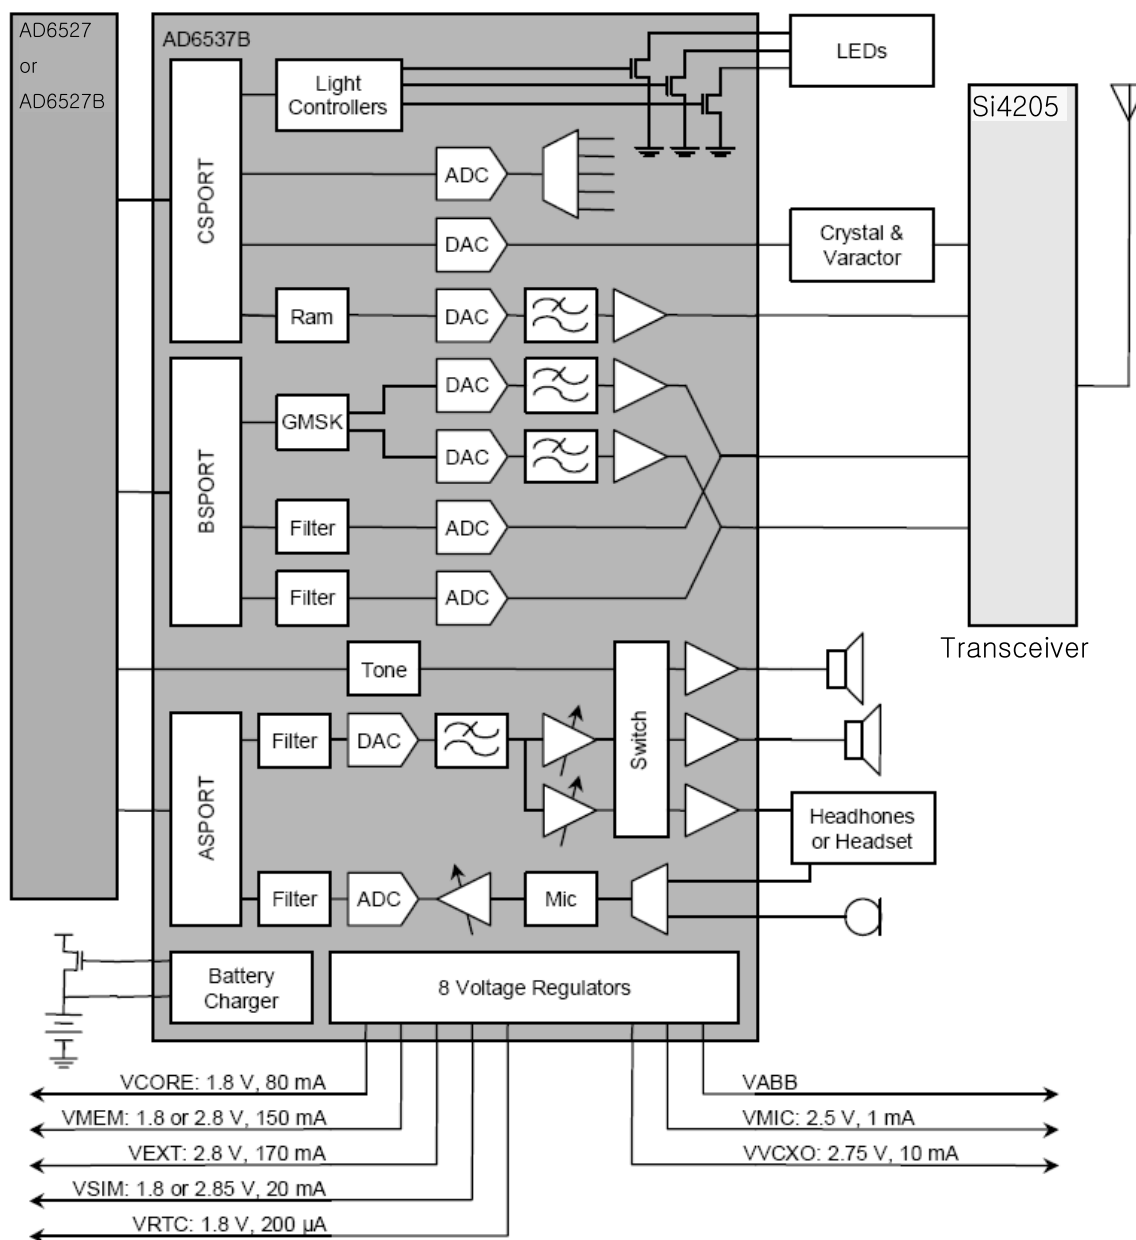 AD6527
or
AD6527B
AD6537B
CSPORT
Light
Controllers
LEDs
Si4205
ADC
DAC
Crystal &
Varactor
Ram
DAC
BSPORT
GMSK
DAC
DAC
Filter
ADC
Filter
ADC
Transceiver
Tone
Switch
ASPORT
Filter
DAC
Headphones
or Headset
Filter
ADC
Mic
Battery
Charger
8 Voltage Regulators
VCORE: 1.8 V, 80 mA
VMEM: 1.8 or 2.8 V, 150 mA
VEXT: 2.8 V, 170 mA
VSIM: 1.8 or 2.85 V, 20 mA
VRTC: 1.8 V, 200 µA
VABB
VMIC: 2.5 V, 1 mA
VVCXO: 2.75 V, 10 mA